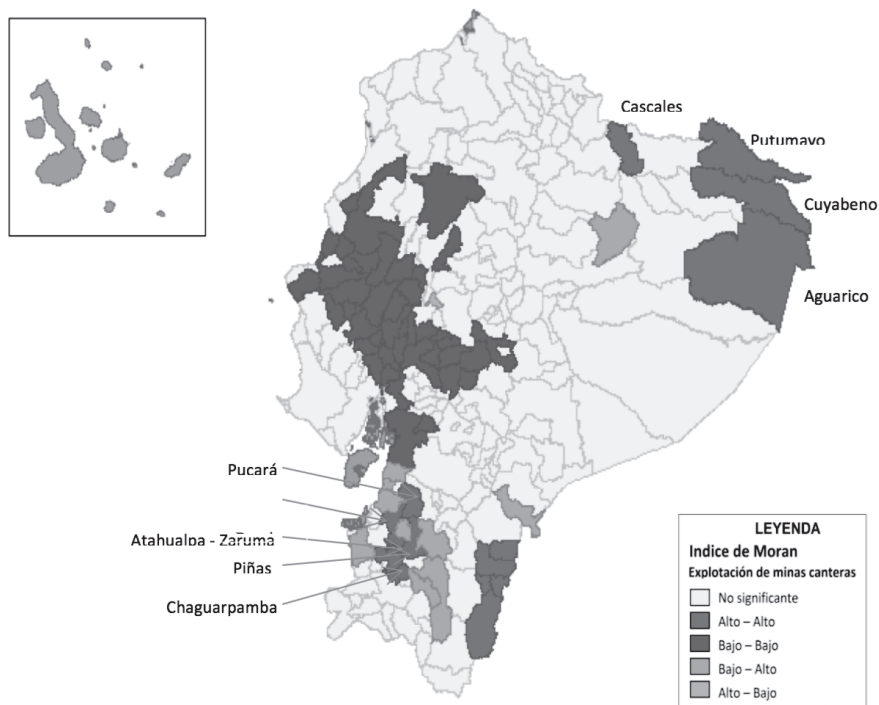 Cascales
Putumayo
Cuyabeno
Aguarico
Pucará
Atahualpa - Zaruma
Piñas
Chaguarpamba
LEYENDA
Indice de Moran
Explotación de minas canteras
No significante
Alto – Alto
Bajo – Bajo
Bajo – Alto
Alto – Bajo